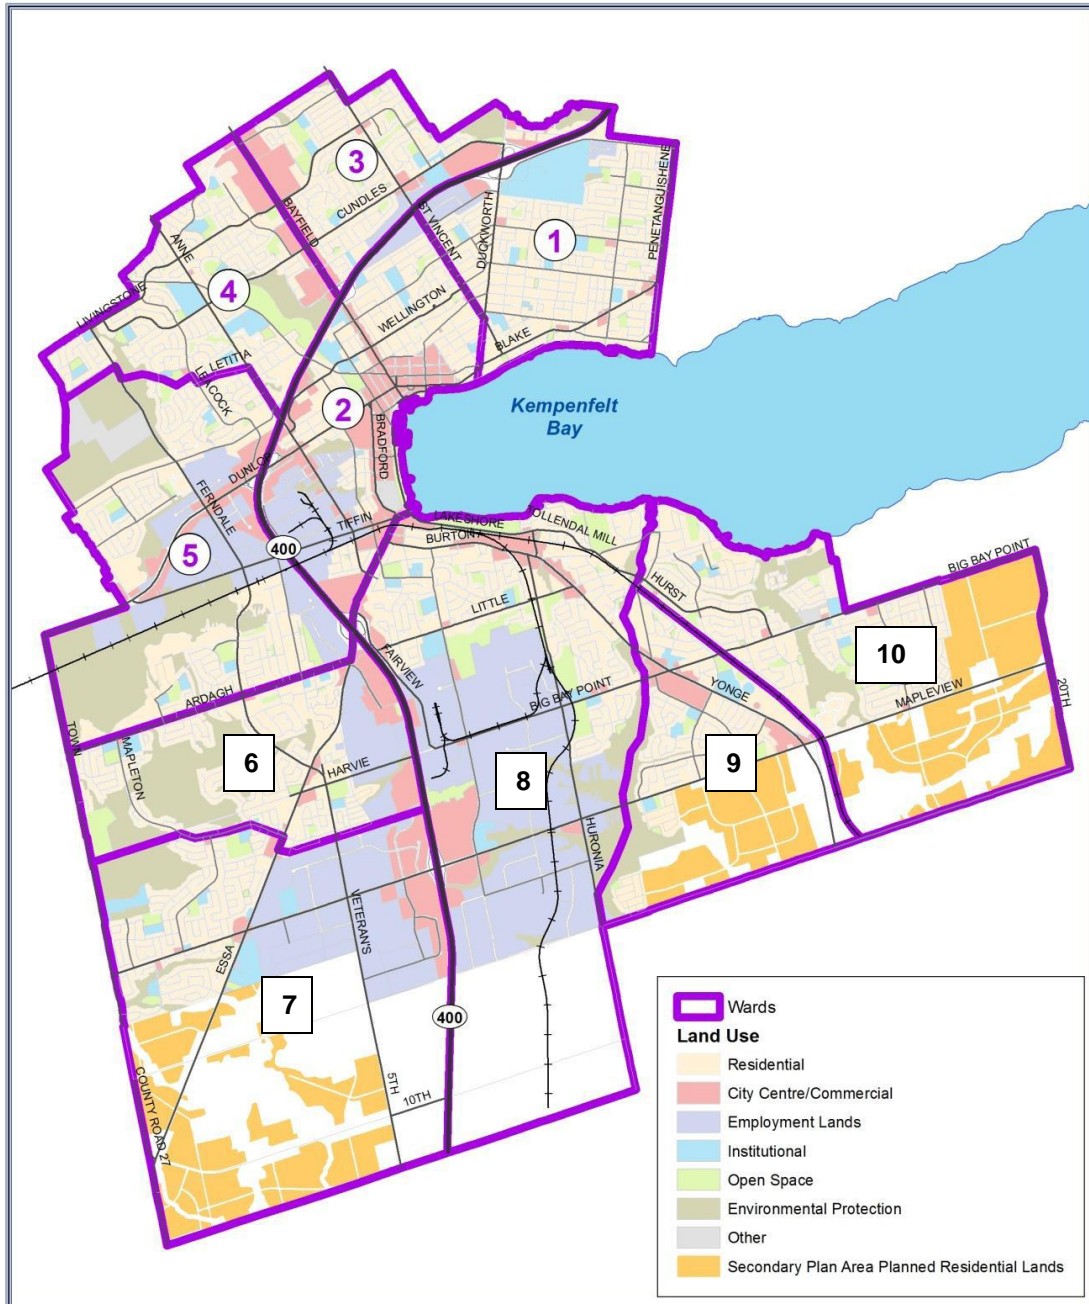 3
CUNDLES
BAYFIELD
ST VINCENT
DUCKWORTH
1
PENETANGUISHENE
ANNE
4
LIVINGSTONE
WELLINGTON
BLAKE
LETITIA
LEACOCK
2
BRADFORD
Kempenfelt
Bay
DUNLOP
FERNDALE
TIFFIN
5
400
LAKESHORE
BURTON
TOLLENDAL MILL
HURST
BIG BAY POINT
LITTLE
10
FAIRVIEW
ARDAGH
BIG BAY POINT
YONGE
MAPLEVIEW
20TH
TOWN
MAPLETON
6
HARVIE
8
9
HURONIA
VETERAN'S
ESSA
7
400
COUNTY ROAD 27
5TH
10TH
Wards
Land Use
Residential
City Centre/Commercial
Employment Lands
Institutional
Open Space
Environmental Protection
Other
Secondary Plan Area Planned Residential Lands